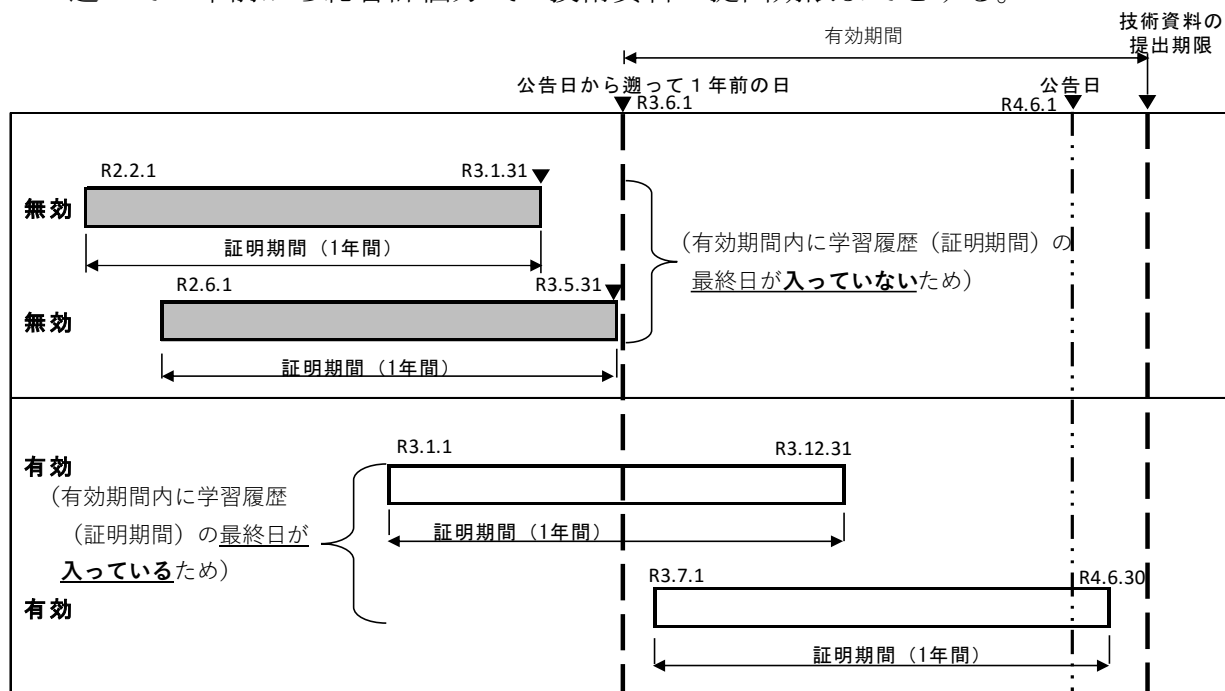 技術資料の
提出期限
有効期間
公告日から遡って1年前の日
公告日
R3.6.1
R4.6.1
R2.2.1
R3.1.31
無効
証明期間（1年間）
（有効期間内に学習履歴（証明期間）の
最終日が入っていないため）
R2.6.1
R3.5.31
無効
証明期間（1年間）
R3.1.1
R3.12.31
有効
（有効期間内に学習履歴
（証明期間）の最終日が
入っているため）
証明期間（1年間）
R3.7.1
R4.6.30
有効
証明期間（1年間）